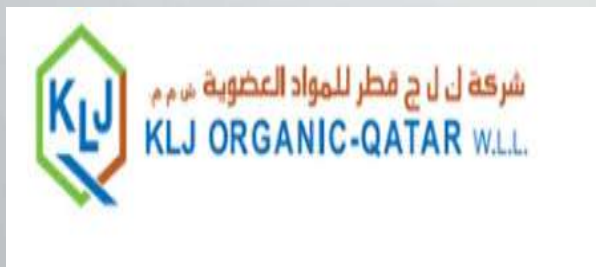 KLJ
شركة ل ل ج قطر للمواد العضوية ش م م
KLJ ORGANIC-QATAR W.L.L.